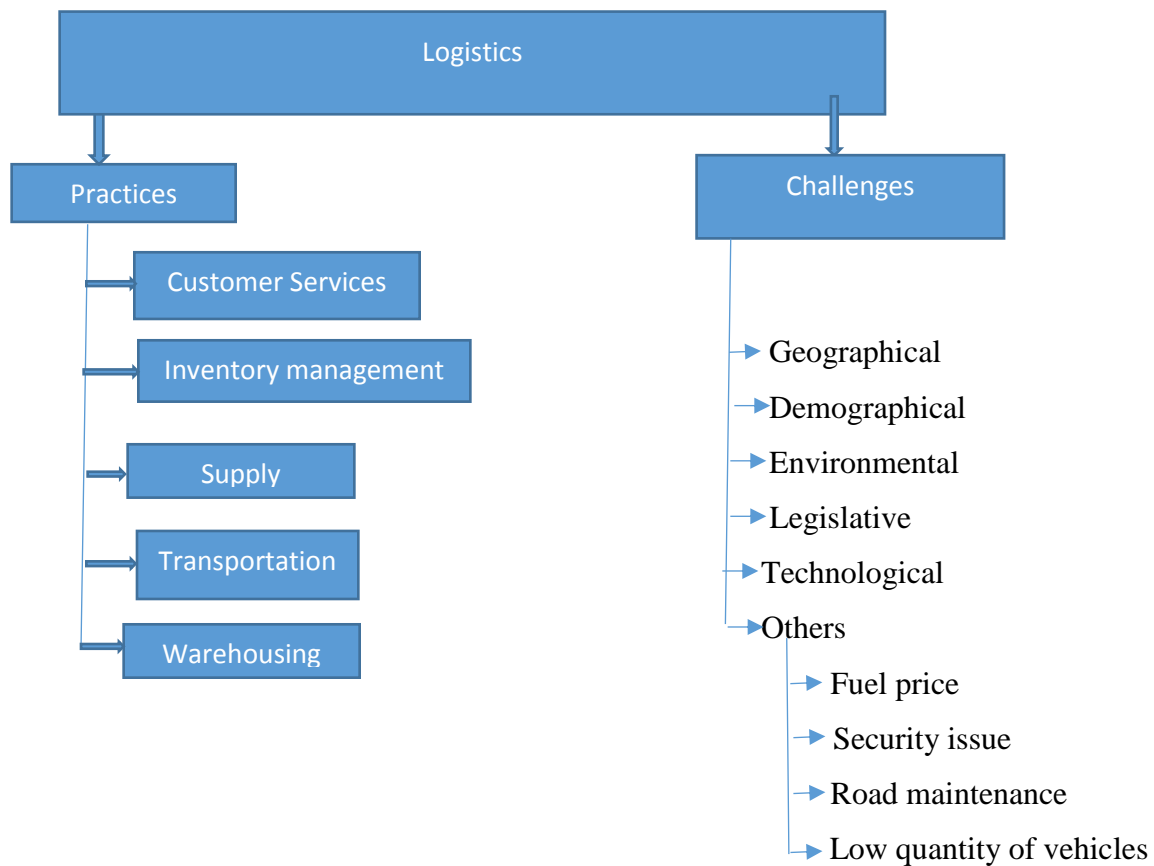 Logistics
Practices
Challenges
Customer Services
Inventory management
Supply
Transportation
Warehousing
Geographical
Demographical
Environmental
Legislative
Technological
Others
Fuel price
Security issue
Road maintenance
Low quantity of vehicles